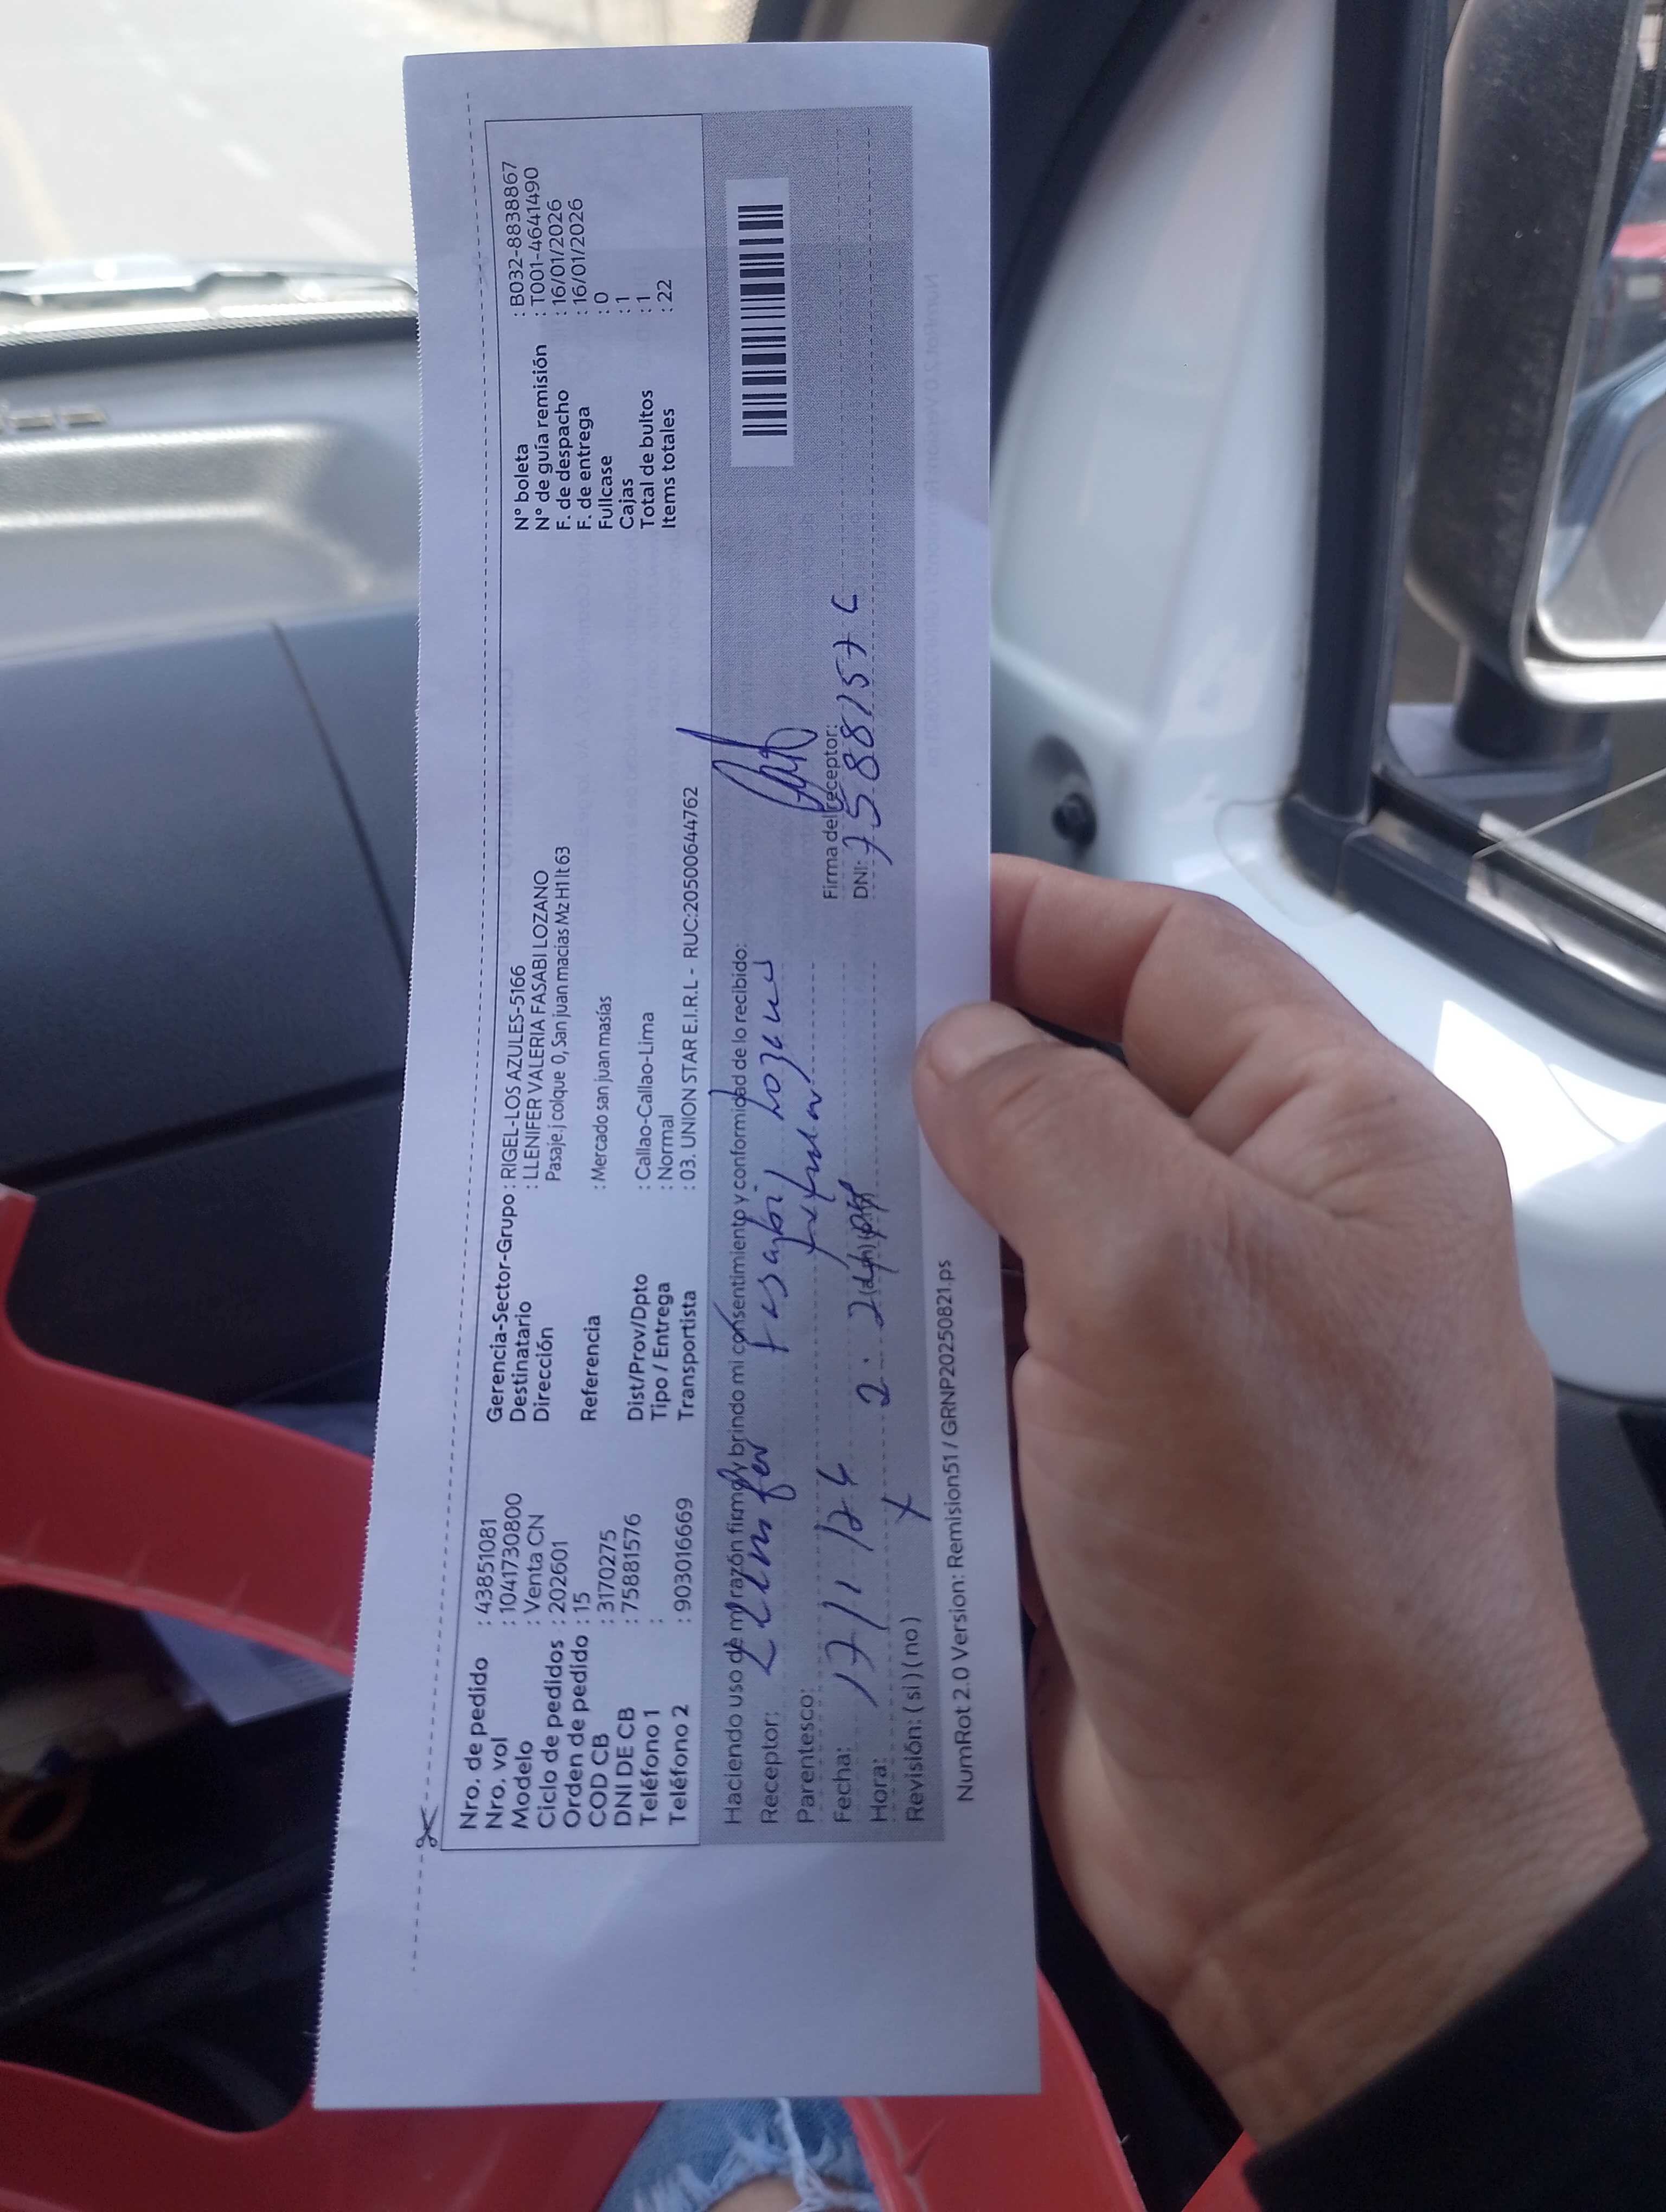 Nro. de pedido : 43851081
Nro. vol : 1041730800
Modelo : Venta CN
Ciclo de pedidos : 202601
Orden de pedido : 15
COD CB : 3170275
DNI DE CB : 75881576
Teléfono 1 :
Teléfono 2 : 903016669
Gerencia-Sector-Grupo : RIGEL-LOS AZULES-5166
Destinatario : LLENIFER VALERIA FASABI LOZANO
Dirección Pasaje.j colque 0, San juan macias Mz H1 lt 63
Referencia : Mercado san juan masías
Dist/Prov/Dpto : Callao-Callao-Lima
Tipo / Entrega : Normal
Transportista : 03. UNION STAR E.I.R.L - RUC:20500644762
N° boleta : B032-8838867
N° de guía remisión : T001-4641490
F. de despacho : 16/01/2026
F. de entrega : 16/01/2026
Fullcase : 0
Cajas : 1
Total de bultos : 1
Items totales : 22
Haciendo uso de mi razón firmo y brindo mi consentimiento y conformidad de lo recibido:
Receptor: Fasabi Lozano
Parentesco:
Firma del receptor:
Fecha: 17/1/26
DNI: 75881576
Hora:
Revisión: ( si ) ( no )
NumRot 2.0 Version: Remision51 / GRNP20250821.ps